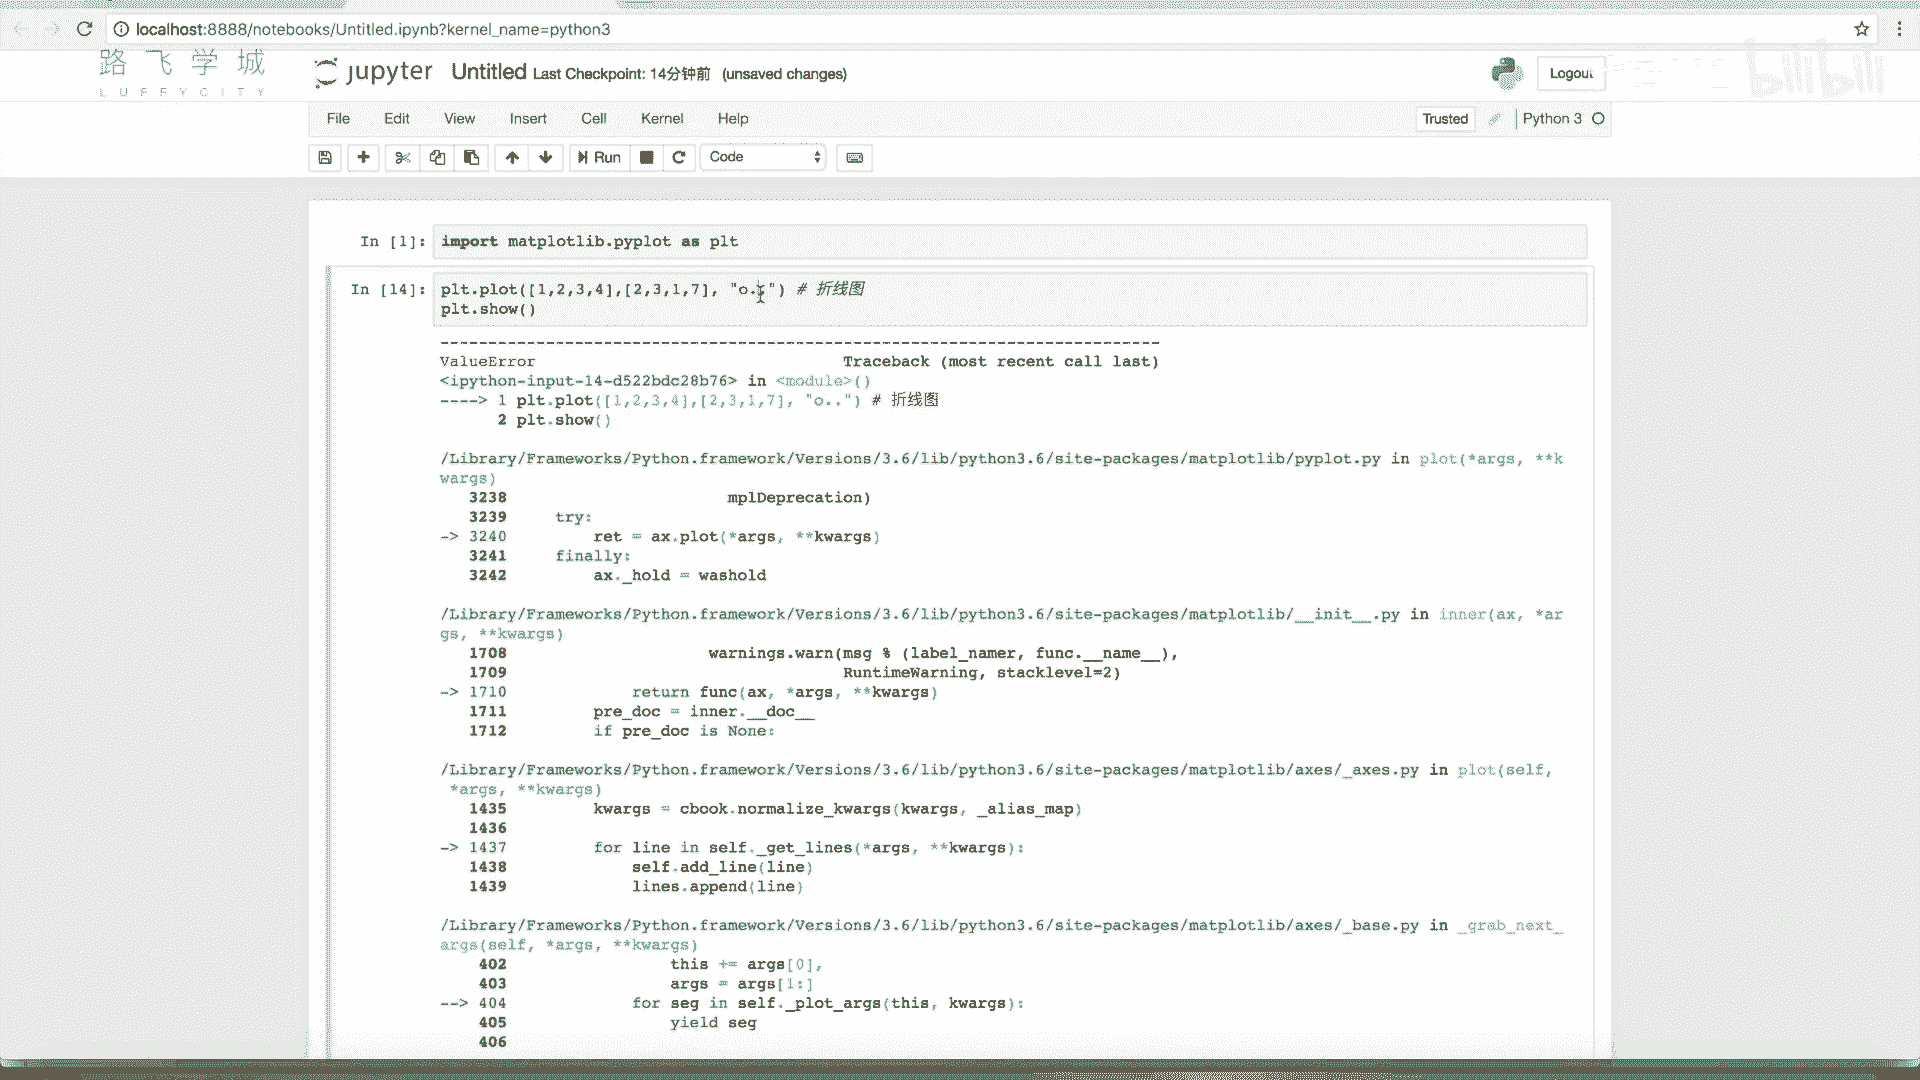 localhost:8888/notebooks/Untitled.ipynb?kernel_name=python3
路飞学城
LUFFYCITY
jupyter Untitled Last Checkpoint: 14分钟前 (unsaved changes)
Logout
bilibili
File Edit View Insert Cell Kernel Help
Trusted
Python 3
Run
Code
In [1]: import matplotlib.pyplot as plt
In [14]: plt.plot([1,2,3,4],[2,3,1,7], "o.:") # 折线图
plt.show()
---------------------------------------------------------------------------
ValueError Traceback (most recent call last)
<ipython-input-14-d522bdc28b76> in <module>()
----> 1 plt.plot([1,2,3,4],[2,3,1,7], "o..") # 折线图
2 plt.show()
/Library/Frameworks/Python.framework/Versions/3.6/lib/python3.6/site-packages/matplotlib/pyplot.py in plot(*args, **k
wargs)
3238 mplDeprecation)
3239 try:
-> 3240 ret = ax.plot(*args, **kwargs)
3241 finally:
3242 ax._hold = washold
/Library/Frameworks/Python.framework/Versions/3.6/lib/python3.6/site-packages/matplotlib/__init__.py in inner(ax, *ar
gs, **kwargs)
1708 warnings.warn(msg % (label_namer, func.__name__),
1709 RuntimeWarning, stacklevel=2)
-> 1710 return func(ax, *args, **kwargs)
1711 pre_doc = inner.__doc__
1712 if pre_doc is None:
/Library/Frameworks/Python.framework/Versions/3.6/lib/python3.6/site-packages/matplotlib/axes/_axes.py in plot(self,
*args, **kwargs)
1435 kwargs = cbook.normalize_kwargs(kwargs, _alias_map)
1436
-> 1437 for line in self._get_lines(*args, **kwargs):
1438 self.add_line(line)
1439 lines.append(line)
/Library/Frameworks/Python.framework/Versions/3.6/lib/python3.6/site-packages/matplotlib/axes/_base.py in _grab_next_
args(self, *args, **kwargs)
402 this += args[0],
403 args = args[1:]
--> 404 for seg in self._plot_args(this, kwargs):
405 yield seg
406